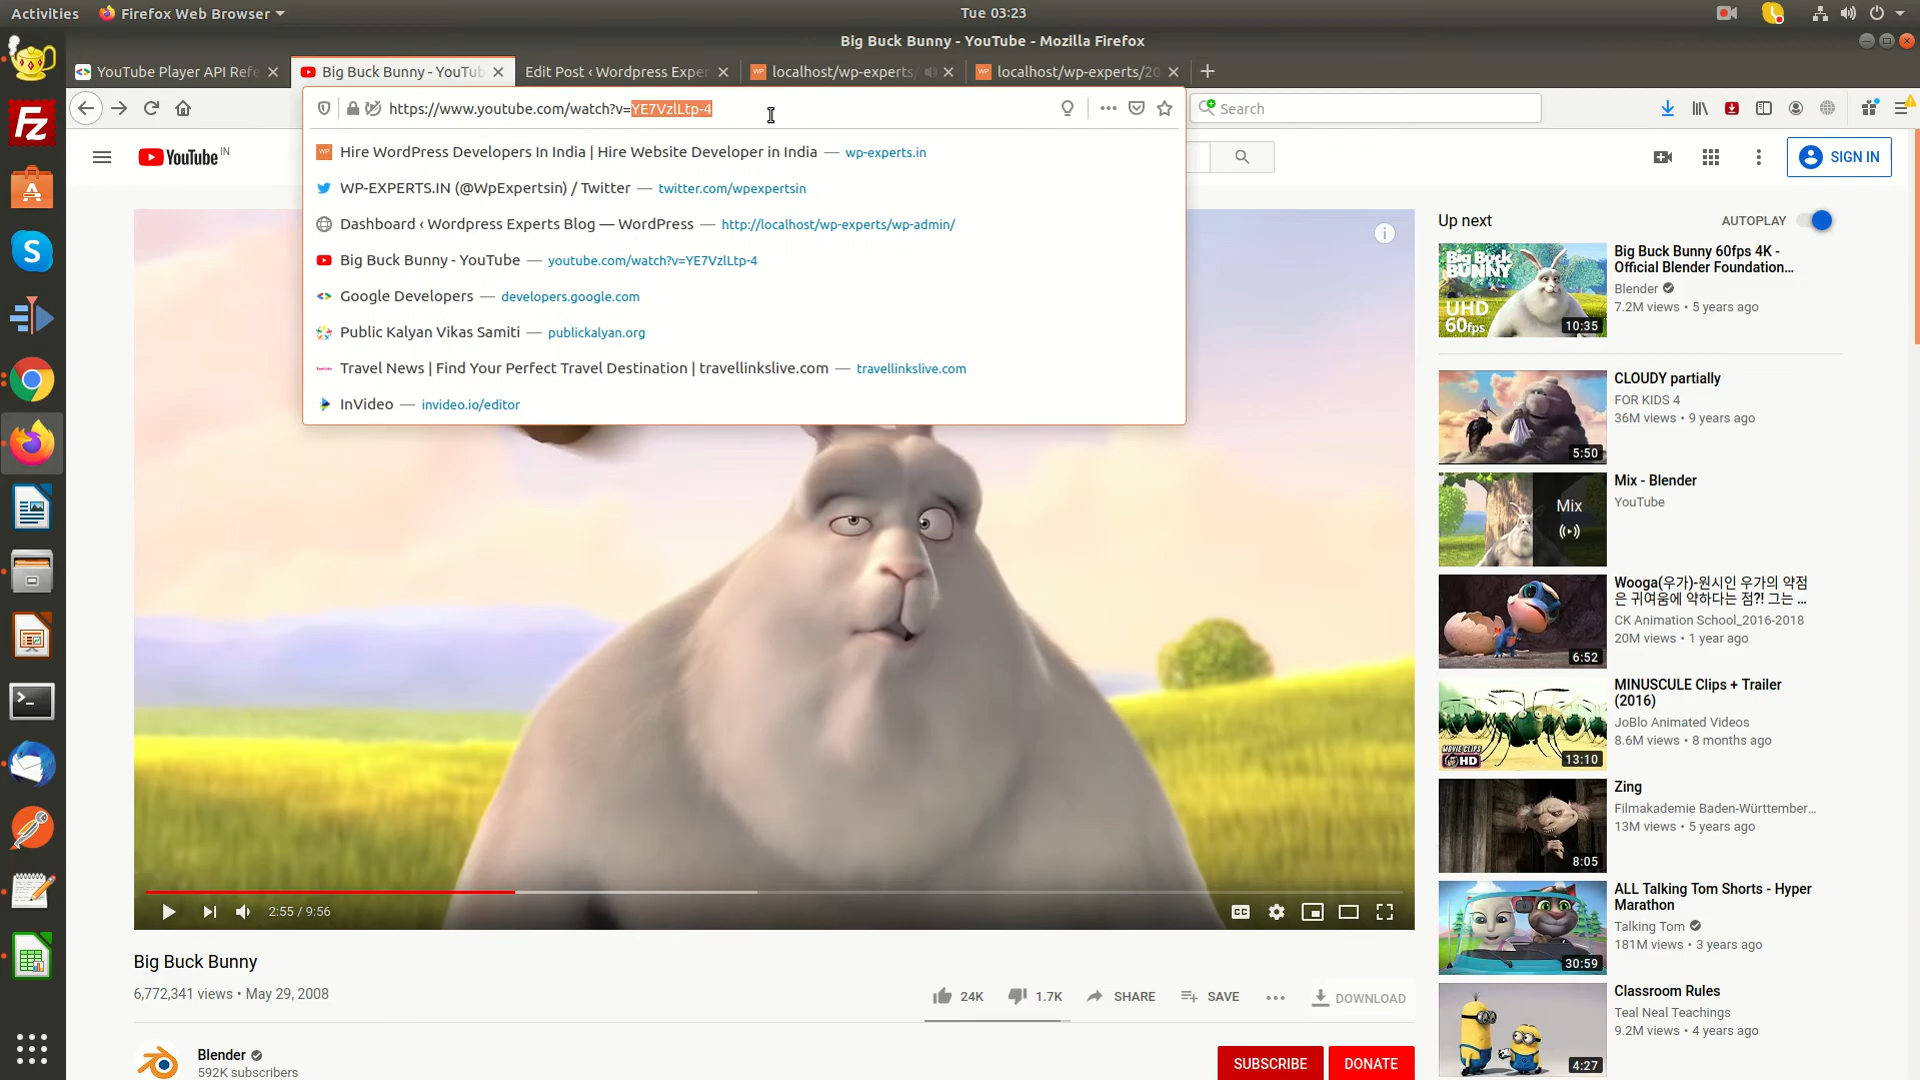 Activities
Firefox Web Browser
Tue 03:23
Big Buck Bunny - YouTube - Mozilla Firefox
YouTube Player API Refe
Big Buck Bunny - YouTub
Edit Post ‹ Wordpress Exper
localhost/wp-experts/
localhost/wp-experts/20
https://www.youtube.com/watch?v=YE7VzlLtp-4
Search
Hire WordPress Developers In India | Hire Website Developer in India — wp-experts.in
WP-EXPERTS.IN (@WpExpertsin) / Twitter — twitter.com/wpexpertsin
Dashboard ‹ Wordpress Experts Blog — WordPress — http://localhost/wp-experts/wp-admin/
Big Buck Bunny - YouTube — youtube.com/watch?v=YE7VzlLtp-4
Google Developers — developers.google.com
Public Kalyan Vikas Samiti — publickalyan.org
Travel News | Find Your Perfect Travel Destination | travellinkslive.com — travellinkslive.com
InVideo — invideo.io/editor
YouTube IN
SIGN IN
2:55 / 9:56
CC
Big Buck Bunny
6,772,341 views • May 29, 2008
24K
1.7K
SHARE
SAVE
DOWNLOAD
Blender
592K subscribers
SUBSCRIBE
DONATE
Up next
AUTOPLAY
Big Buck BUNNY
UHD
60fps
10:35
Big Buck Bunny 60fps 4K -
Official Blender Foundation...
Blender
7.2M views • 5 years ago
5:50
CLOUDY partially
FOR KIDS 4
36M views • 9 years ago
Mix
Mix - Blender
YouTube
6:52
Wooga(우가)-원시인 우가의 약점
은 귀여움에 약하다는 점?! 그는 ...
CK Animation School_2016-2018
20M views • 1 year ago
MOVIE CLIPS
HD
13:10
MINUSCULE Clips + Trailer
(2016)
JoBlo Animated Videos
8.6M views • 8 months ago
8:05
Zing
Filmakademie Baden-Württember...
13M views • 5 years ago
30:59
ALL Talking Tom Shorts - Hyper
Marathon
Talking Tom
181M views • 3 years ago
4:27
Classroom Rules
Teal Neal Teachings
9.2M views • 4 years ago